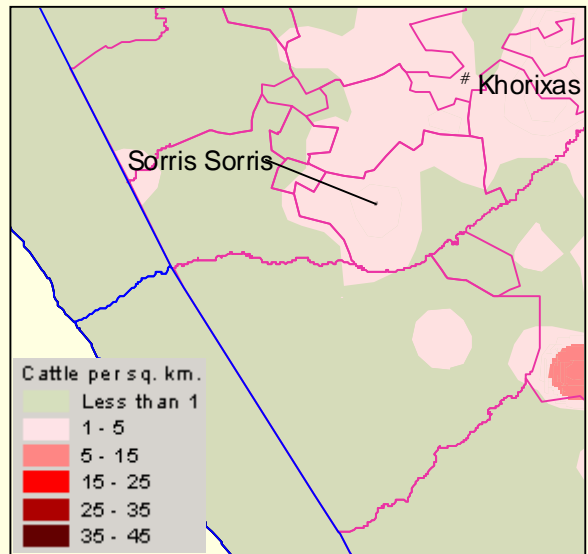 # Khorixas
Sorris Sorris
Cattle per sq. km.
Less than 1
1 - 5
5 - 15
15 - 25
25 - 35
35 - 45